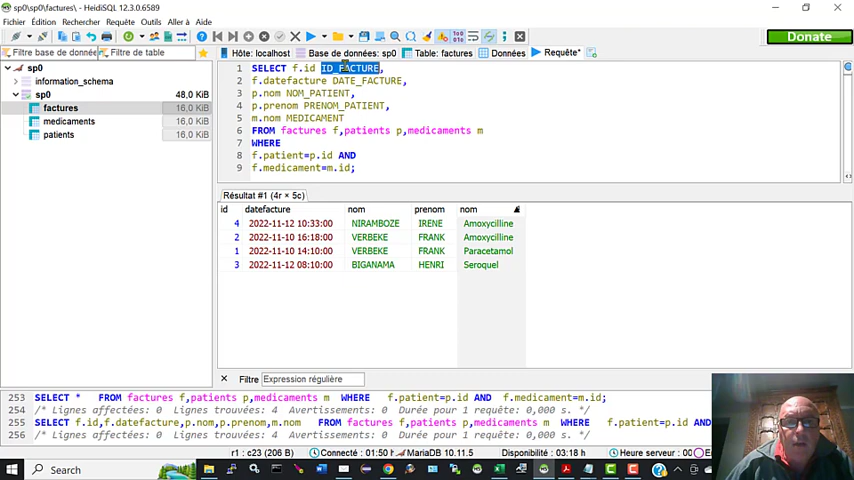 sp0\sp0\factures\ - HeidiSQL 12.3.0.6589
Fichier Édition Rechercher Requête Outils Aller à Aide
Donate
Filtre base de donnée Filtre de table
Hôte: localhost Base de données: sp0 Table: factures Données Requête*
sp0
information_schema
sp0 48,0 KiB
factures 16,0 KiB
medicaments 16,0 KiB
patients 16,0 KiB
1 SELECT f.id ID_FACTURE,
2 f.datefacture DATE_FACTURE,
3 p.nom NOM_PATIENT,
4 p.prenom PRENOM_PATIENT,
5 m.nom MEDICAMENT
6 FROM factures f,patients p,medicaments m
7 WHERE
8 f.patient=p.id AND
9 f.medicament=m.id;
Résultat #1 (4r × 5c)
id datefacture nom prenom nom
4 2022-11-12 10:33:00 NIRAMBOZE IRENE Amoxycilline
2 2022-11-10 16:18:00 VERBEKE FRANK Amoxycilline
1 2022-11-10 14:10:00 VERBEKE FRANK Paracetamol
3 2022-11-12 08:10:00 BIGANAMA HENRI Seroquel
Filtre Expression régulière
253 SELECT * FROM factures f,patients p,medicaments m WHERE f.patient=p.id AND f.medicament=m.id;
254 /* Lignes affectées: 0 Lignes trouvées: 4 Avertissements: 0 Durée pour 1 requête: 0,000 s. */
255 SELECT f.id,f.datefacture,p.nom,p.prenom,m.nom FROM factures f,patients p,medicaments m WHERE f.patient=p.id AND
256 /* Lignes affectées: 0 Lignes trouvées: 4 Avertissements: 0 Durée pour 1 requête: 0,000 s. */
r1 : c23 (206 B) Connecté : 01:50 MariaDB 10.11.5 Disponibilité : 03:18 h Heure serveur : 00
Search